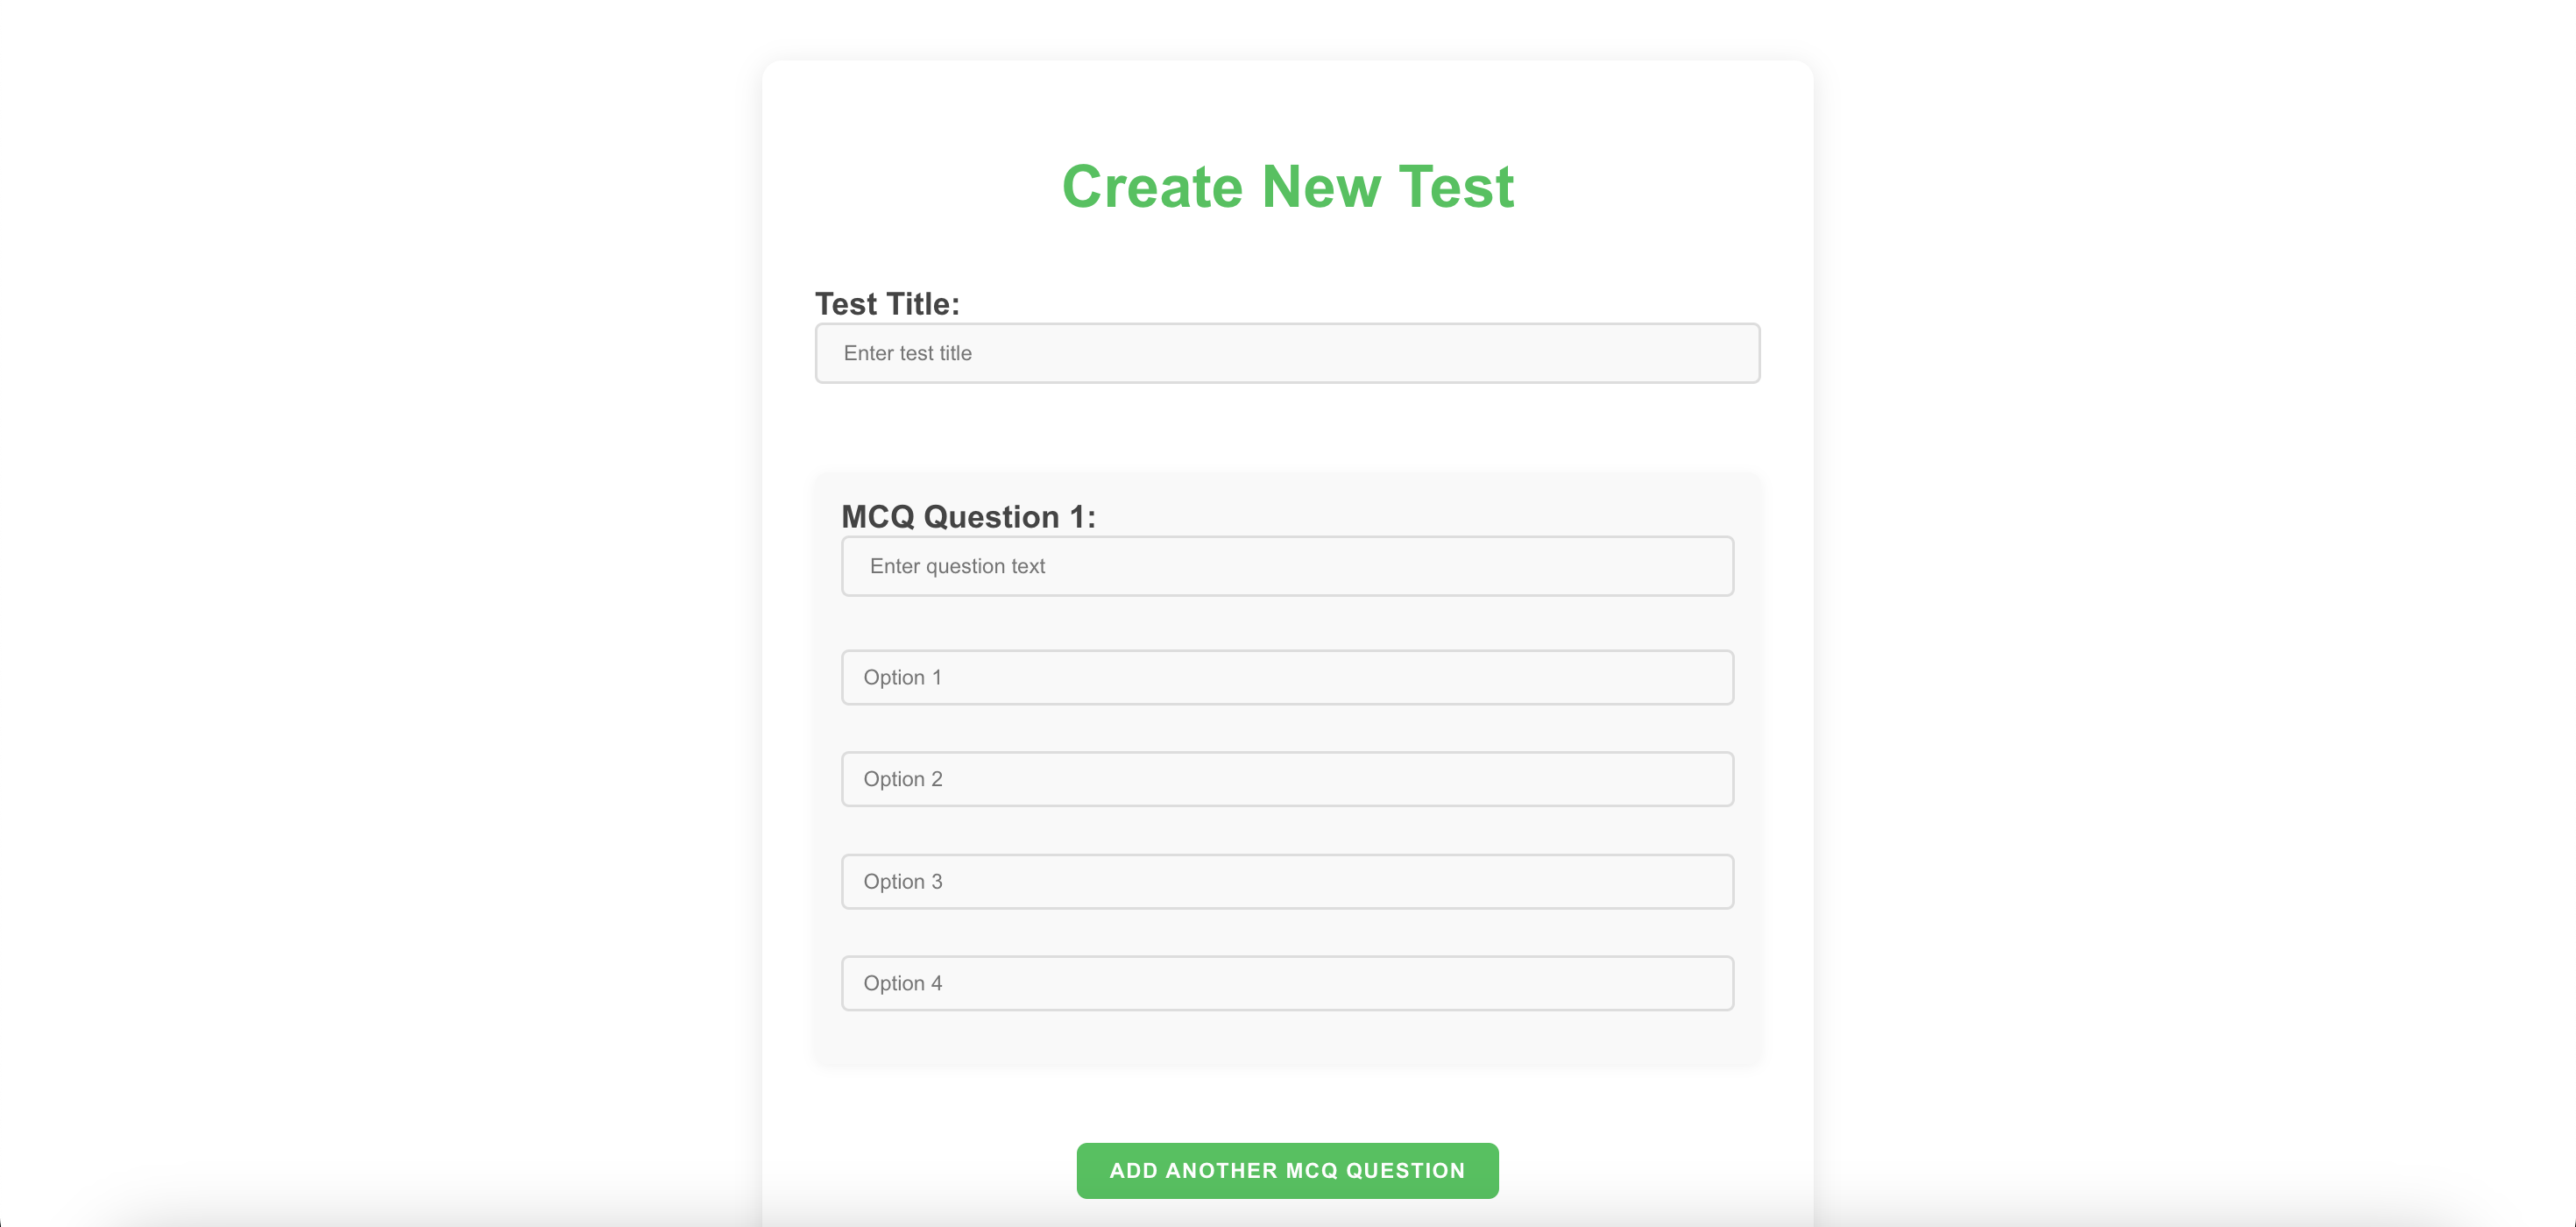 Create New Test
Test Title:
Enter test title
MCQ Question 1:
Enter question text
Option 1
Option 2
Option 3
Option 4
ADD ANOTHER MCQ QUESTION